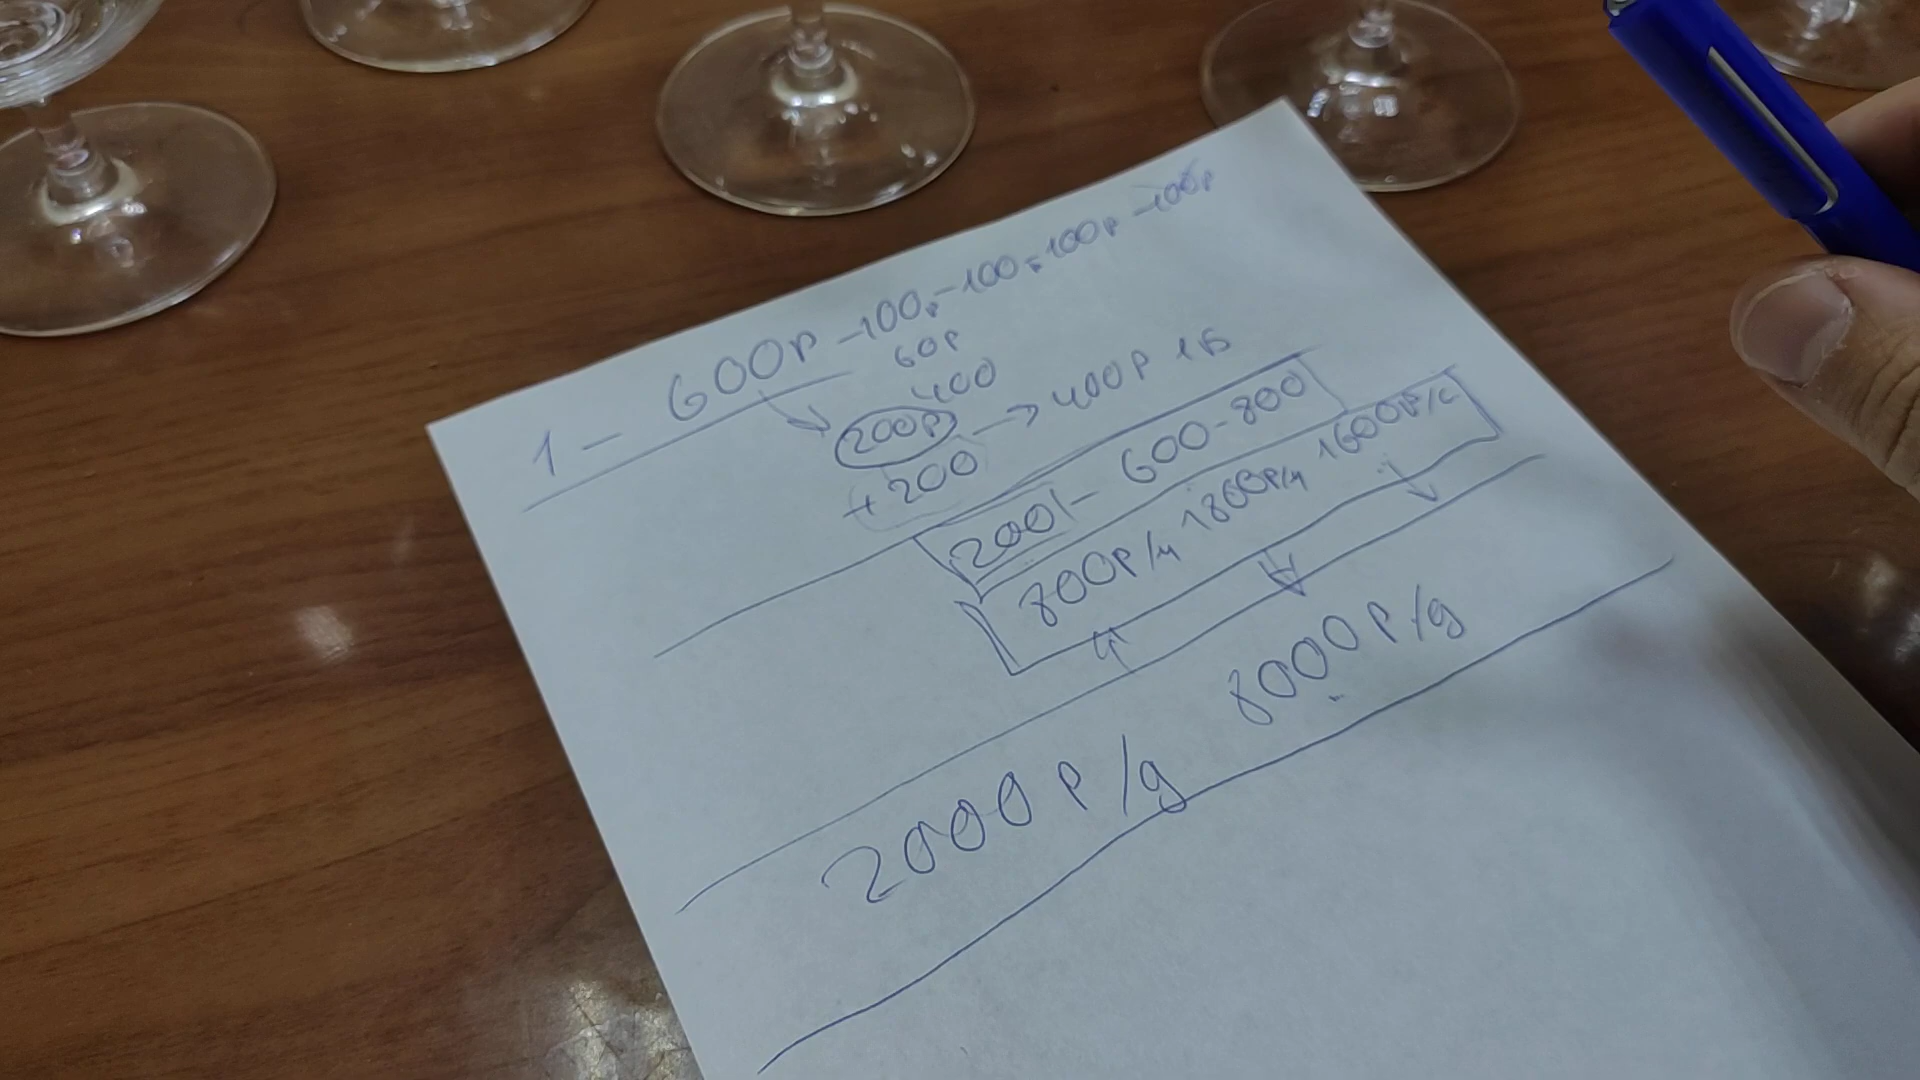 1 - 600р -100р -100р -100р -100р
60р
400
200р → 400р 1Б
+200
200 - 600-800
800р/м 1800р/м 1600р/с
2000 Р/g 8000 Р/g